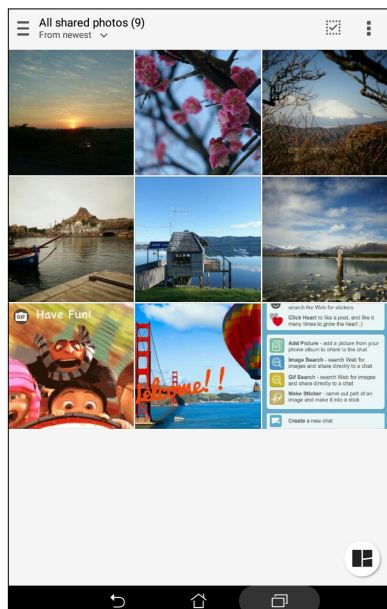 All shared photos (9)
From newest
GIF
Have Fun!
Welcome! !
search the Web for stickers
Click Heart to like a post, and like it
many times to grow the heart :)
Add Picture - add a picture from your
phone album to share to the chat
Image Search - search Web for
images and share directly to a chat
Gif Search - search Web for images
and share directly to a chat
Make Sticker - carve out part of an
image and make it into a stick
Create a new chat